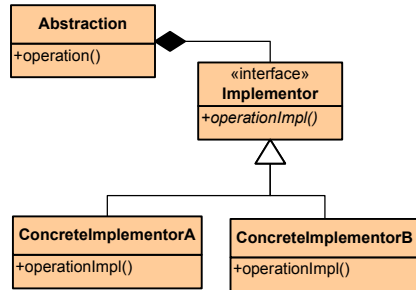 Abstraction
+operation()
«interface»
Implementor
+operationImpl()
ConcreteImplementorA
+operationImpl()
ConcreteImplementorB
+operationImpl()